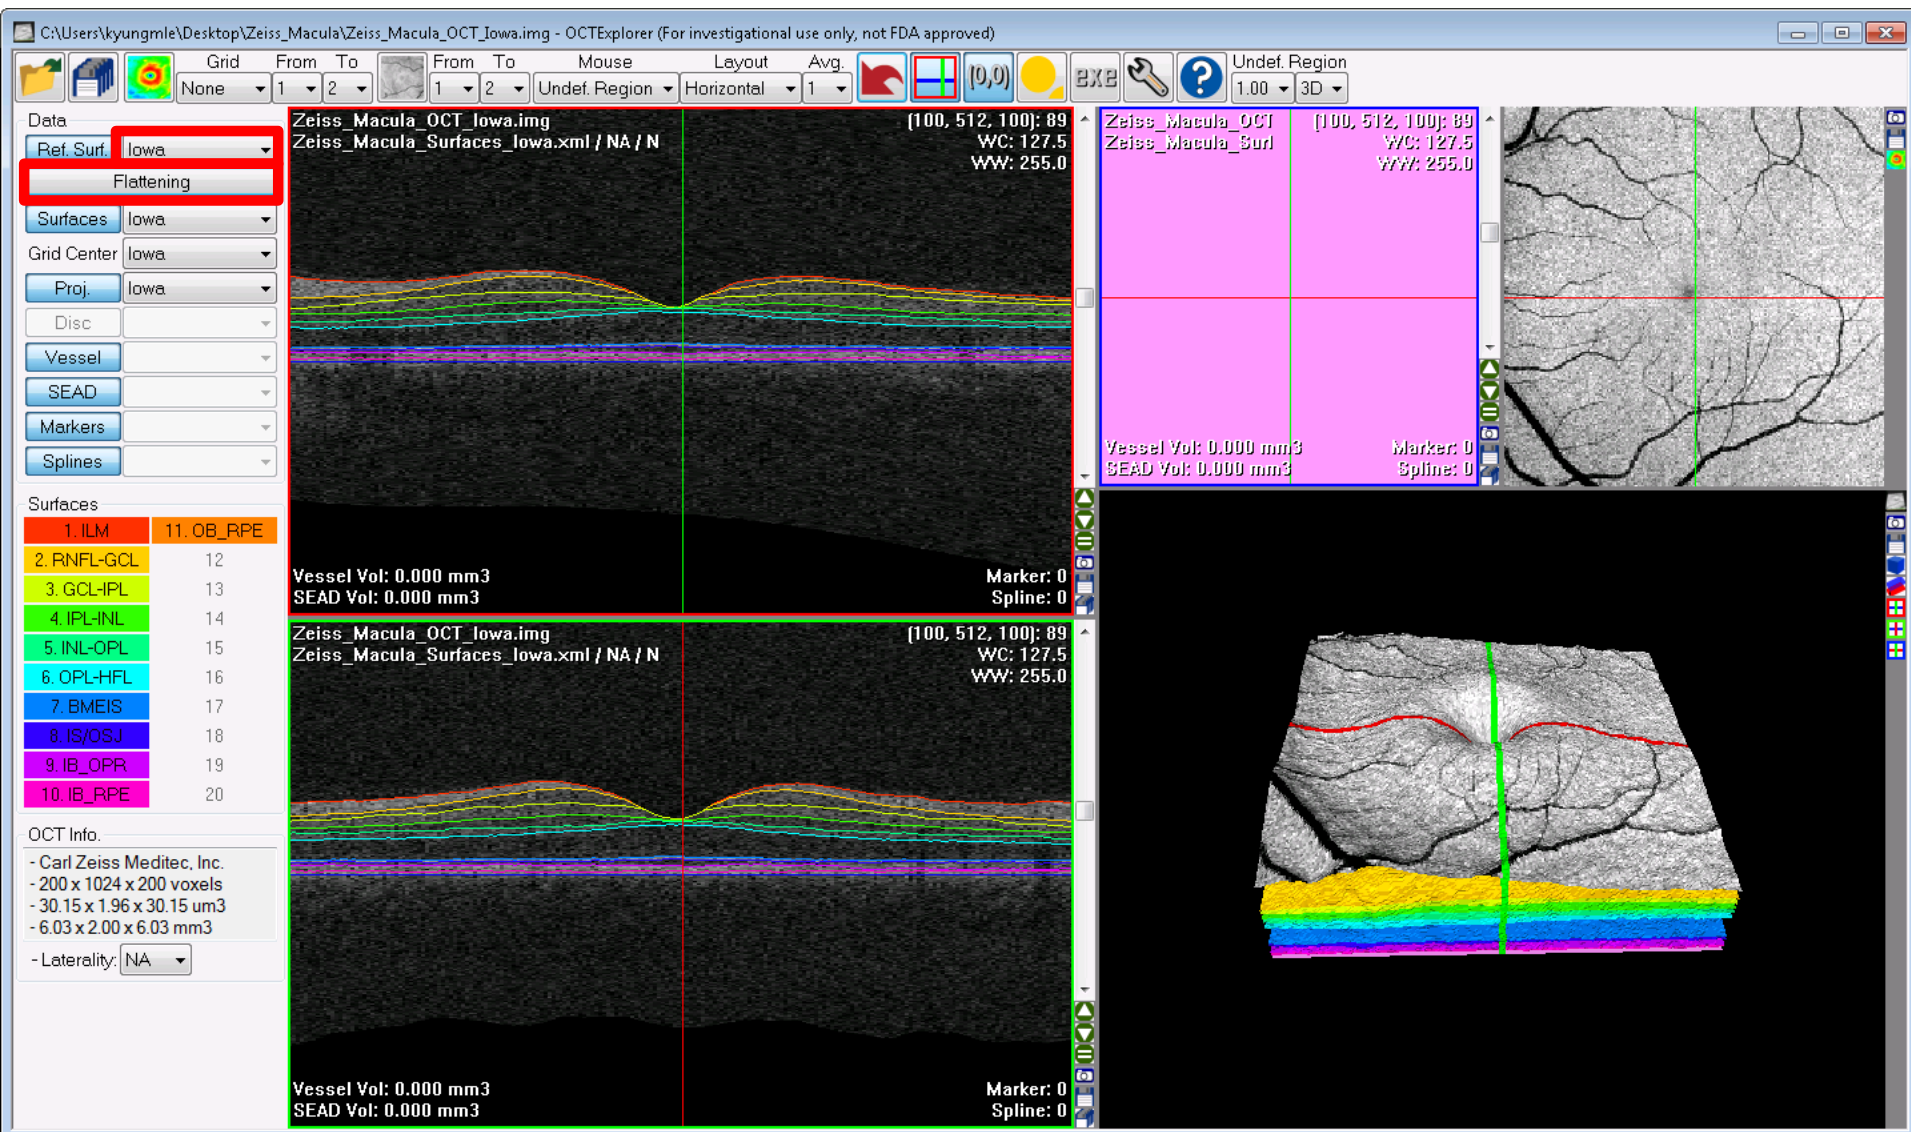 C:\Users\kyungmle\Desktop\Zeiss_Macula\Zeiss_Macula_OCT_Iowa.img - OCTExplorer (For investigational use only, not FDA approved)
Grid From To From To Mouse Layout Avg. Undef. Region
None 1 2 1 2 Undef. Region Horizontal 1 (0,0) EXE ? 1.00 3D
Data
Ref. Surf. Iowa
Flattening
Surfaces Iowa
Grid Center Iowa
Proj. Iowa
Disc
Vessel
SEAD
Markers
Splines
Surfaces
1. ILM 11. OB_RPE
2. RNFL-GCL 12
3. GCL-IPL 13
4. IPL-INL 14
5. INL-OPL 15
6. OPL-HFL 16
7. BMEIS 17
8. IS/OSJ 18
9. IB_OPR 19
10. IB_RPE 20
OCT Info.
- Carl Zeiss Meditec, Inc.
- 200 x 1024 x 200 voxels
- 30.15 x 1.96 x 30.15 um3
- 6.03 x 2.00 x 6.03 mm3
- Laterality: NA
Zeiss_Macula_OCT_Iowa.img (100, 512, 100): 89
Zeiss_Macula_Surfaces_Iowa.xml / NA / N WC: 127.5
WW: 255.0
Vessel Vol: 0.000 mm3 Marker: 0
SEAD Vol: 0.000 mm3 Spline: 0
Zeiss_Macula_OCT_Iowa.img (100, 512, 100): 89
Zeiss_Macula_Surfaces_Iowa.xml / NA / N WC: 127.5
WW: 255.0
Vessel Vol: 0.000 mm3 Marker: 0
SEAD Vol: 0.000 mm3 Spline: 0
Zeiss_Macula_OCT (100, 512, 100): 89
Zeiss_Macula_Surf WC: 127.5
WW: 255.0
Vessel Vol: 0.000 mm3 Marker: 0
SEAD Vol: 0.000 mm3 Spline: 0